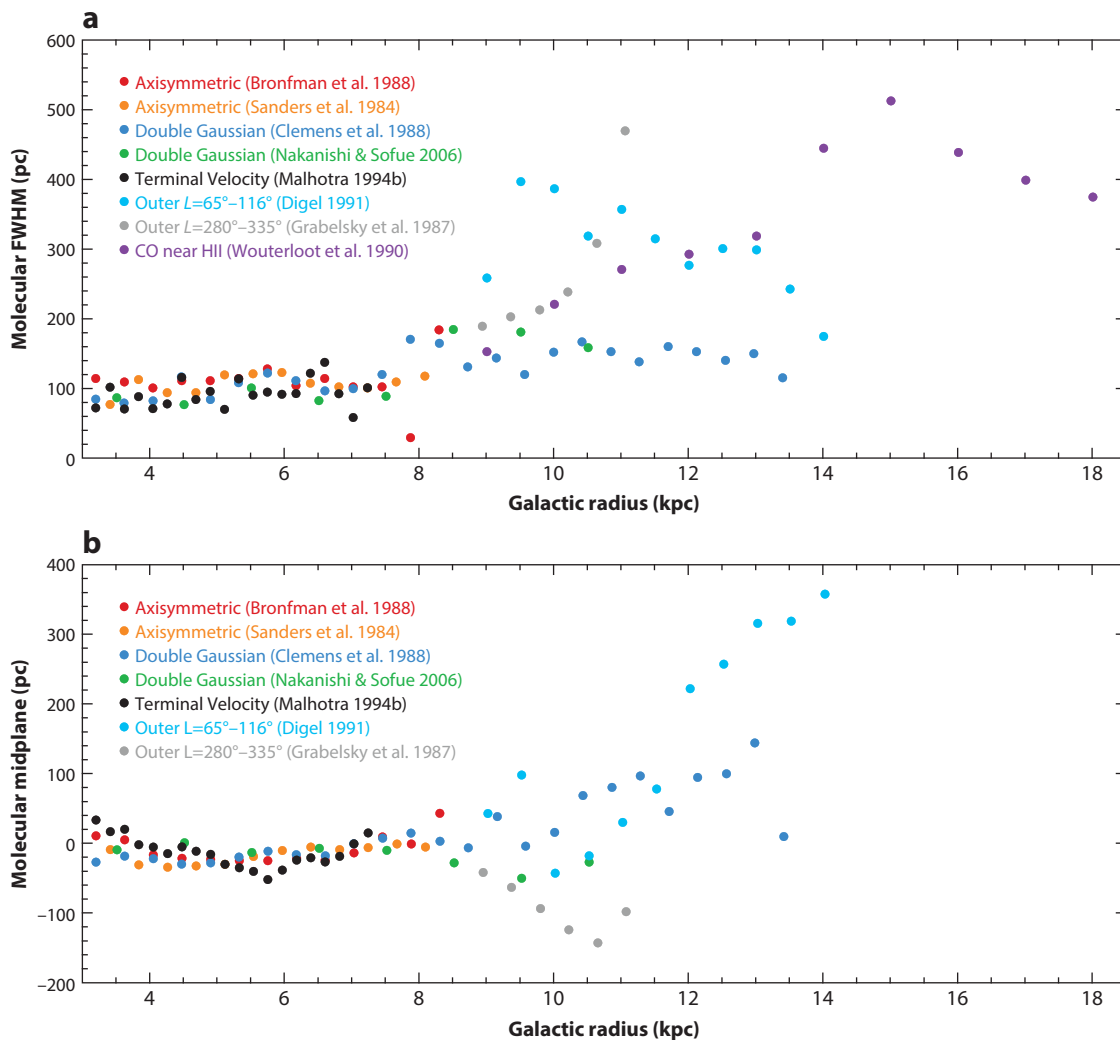 a
600
500
400
300
200
100
0
Molecular FWHM (pc)
Axisymmetric (Bronfman et al. 1988)
Axisymmetric (Sanders et al. 1984)
Double Gaussian (Clemens et al. 1988)
Double Gaussian (Nakanishi & Sofue 2006)
Terminal Velocity (Malhotra 1994b)
Outer L=65°–116° (Digel 1991)
Outer L=280°–335° (Grabelsky et al. 1987)
CO near HII (Wouterloot et al. 1990)
4 6 8 10 12 14 16 18
Galactic radius (kpc)
b
400
300
200
100
0
–100
–200
Molecular midplane (pc)
Axisymmetric (Bronfman et al. 1988)
Axisymmetric (Sanders et al. 1984)
Double Gaussian (Clemens et al. 1988)
Double Gaussian (Nakanishi & Sofue 2006)
Terminal Velocity (Malhotra 1994b)
Outer L=65°–116° (Digel 1991)
Outer L=280°–335° (Grabelsky et al. 1987)
4 6 8 10 12 14 16 18
Galactic radius (kpc)